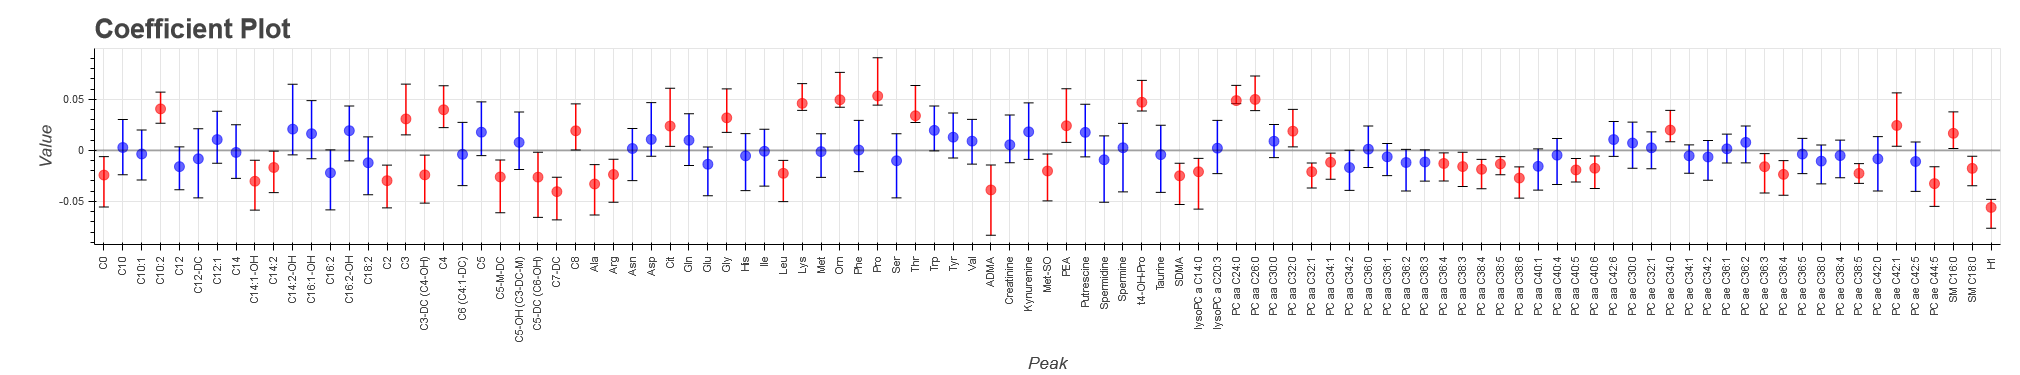 Coefficient Plot
Value
0.05
0
-0.05
C0
C10
C10:1
C10:2
C12
C12-DC
C12:1
C14
C14:1-OH
C14:2
C14:2-OH
C16:1-OH
C16:2
C16:2-OH
C18:2
C2
C3
C3-DC (C4-OH)
C4
C6 (C4:1-DC)
C5
C5-M-DC
C5-OH (C3-DC-M)
C5-DC (C6-OH)
C7-DC
C8
Ala
Arg
Asn
Asp
Cit
Gln
Glu
Gly
His
Ile
Leu
Lys
Met
Orn
Phe
Pro
Ser
Thr
Trp
Tyr
Val
ADMA
Creatinine
Kynurenine
Met-SO
PEA
Putrescine
Spermidine
Spermine
t4-OH-Pro
Taurine
SDMA
lysoPC a C14:0
lysoPC a C20:3
PC aa C24:0
PC aa C26:0
PC aa C30:0
PC aa C32:0
PC aa C32:1
PC aa C34:1
PC aa C34:2
PC aa C36:0
PC aa C36:1
PC aa C36:2
PC aa C36:3
PC aa C36:4
PC aa C38:3
PC aa C38:4
PC aa C38:5
PC aa C38:6
PC aa C40:1
PC aa C40:4
PC aa C40:5
PC aa C40:6
PC aa C42:6
PC ae C30:0
PC ae C32:1
PC ae C34:0
PC ae C34:1
PC ae C34:2
PC ae C36:1
PC ae C36:2
PC ae C36:3
PC ae C36:4
PC ae C36:5
PC ae C38:0
PC ae C38:4
PC ae C38:5
PC ae C42:0
PC ae C42:1
PC ae C42:5
PC ae C44:5
SM C16:0
SM C18:0
H1
Peak